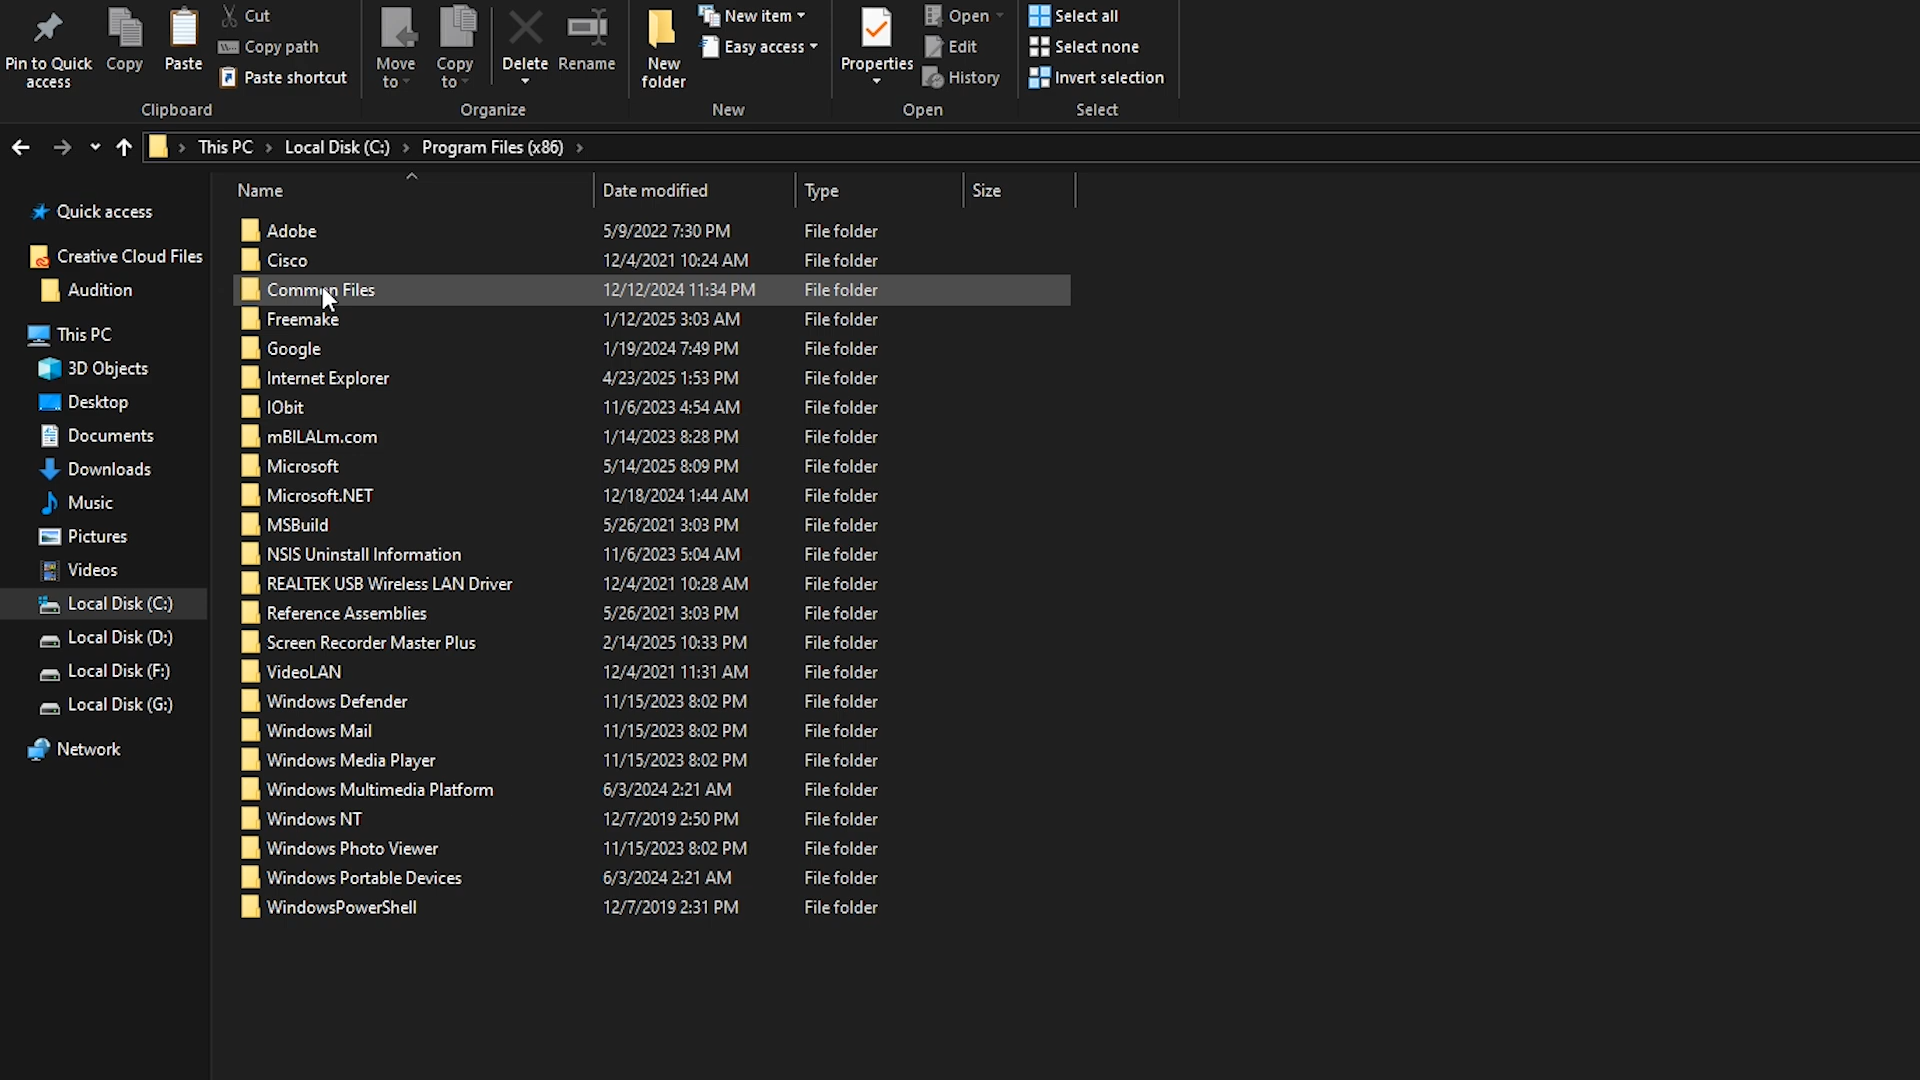 Pin to Quick access
Copy
Paste
Cut
Copy path
Paste shortcut
Clipboard
Move to
Copy to
Delete
Rename
Organize
New folder
New item
Easy access
New
Properties
Open
Edit
History
Open
Select all
Select none
Invert selection
Select
This PC > Local Disk (C:) > Program Files (x86) >
Quick access
Creative Cloud Files
Audition
This PC
3D Objects
Desktop
Documents
Downloads
Music
Pictures
Videos
Local Disk (C:)
Local Disk (D:)
Local Disk (F:)
Local Disk (G:)
Network
Name Date modified Type Size
Adobe 5/9/2022 7:30 PM File folder
Cisco 12/4/2021 10:24 AM File folder
Common Files 12/12/2024 11:34 PM File folder
Freemake 1/12/2025 3:03 AM File folder
Google 1/19/2024 7:49 PM File folder
Internet Explorer 4/23/2025 1:53 PM File folder
IObit 11/6/2023 4:54 AM File folder
mBILALm.com 1/14/2023 8:28 PM File folder
Microsoft 5/14/2025 8:09 PM File folder
Microsoft.NET 12/18/2024 1:44 AM File folder
MSBuild 5/26/2021 3:03 PM File folder
NSIS Uninstall Information 11/6/2023 5:04 AM File folder
REALTEK USB Wireless LAN Driver 12/4/2021 10:28 AM File folder
Reference Assemblies 5/26/2021 3:03 PM File folder
Screen Recorder Master Plus 2/14/2025 10:33 PM File folder
VideoLAN 12/4/2021 11:31 AM File folder
Windows Defender 11/15/2023 8:02 PM File folder
Windows Mail 11/15/2023 8:02 PM File folder
Windows Media Player 11/15/2023 8:02 PM File folder
Windows Multimedia Platform 6/3/2024 2:21 AM File folder
Windows NT 12/7/2019 2:50 PM File folder
Windows Photo Viewer 11/15/2023 8:02 PM File folder
Windows Portable Devices 6/3/2024 2:21 AM File folder
WindowsPowerShell 12/7/2019 2:31 PM File folder